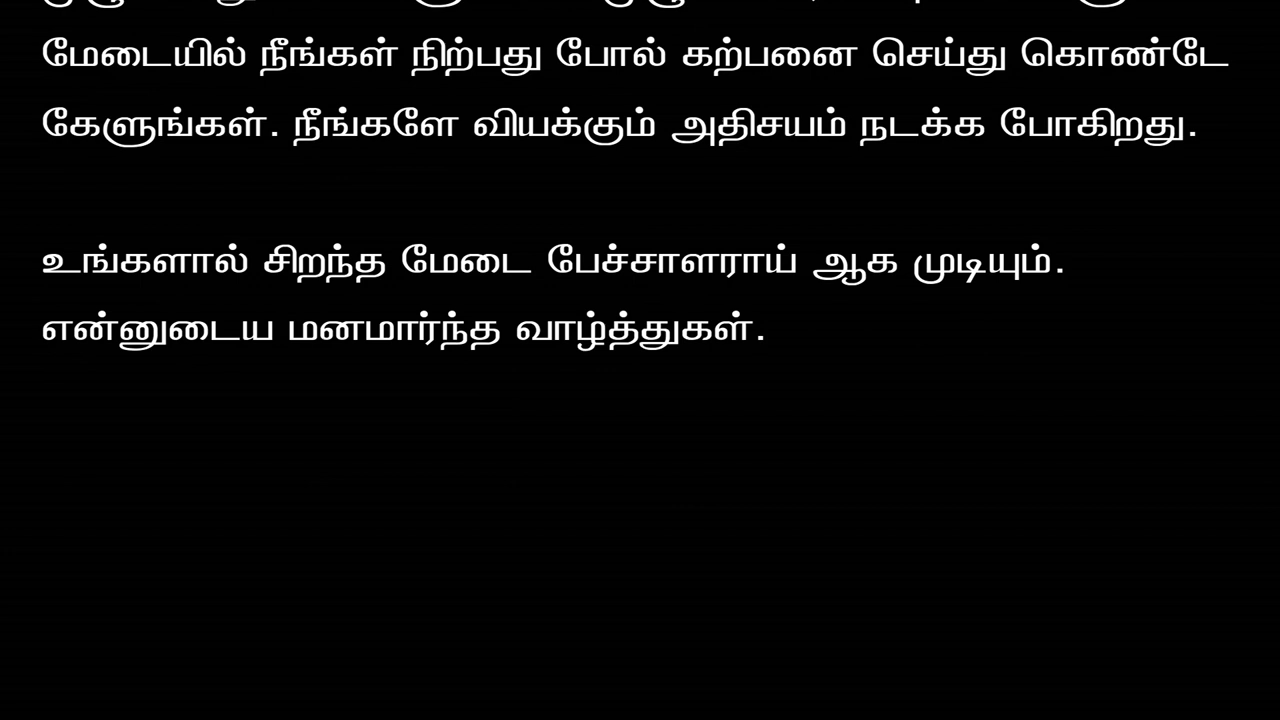 மேடையில் நீங்கள் நிற்பது போல் கற்பனை செய்து கொண்டே
கேளுங்கள். நீங்களே வியக்கும் அதிசயம் நடக்க போகிறது.
உங்களால் சிறந்த மேடை பேச்சாளராய் ஆக முடியும்.
என்னுடைய மனமார்ந்த வாழ்த்துகள்.